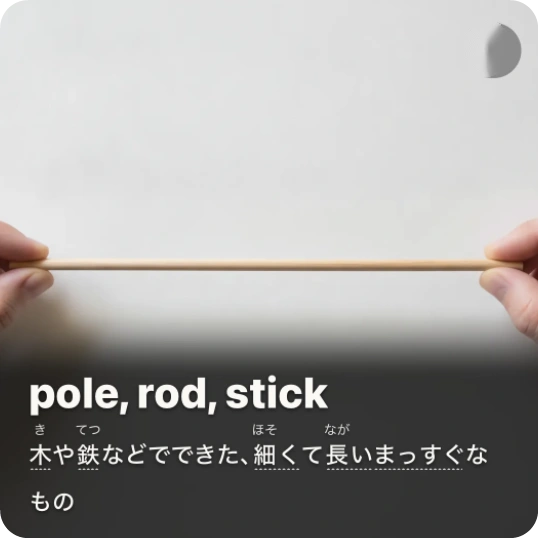 pole, rod, stick
き てつ ほそ なが
木や鉄などでできた、細くて長いまっすぐな
もの